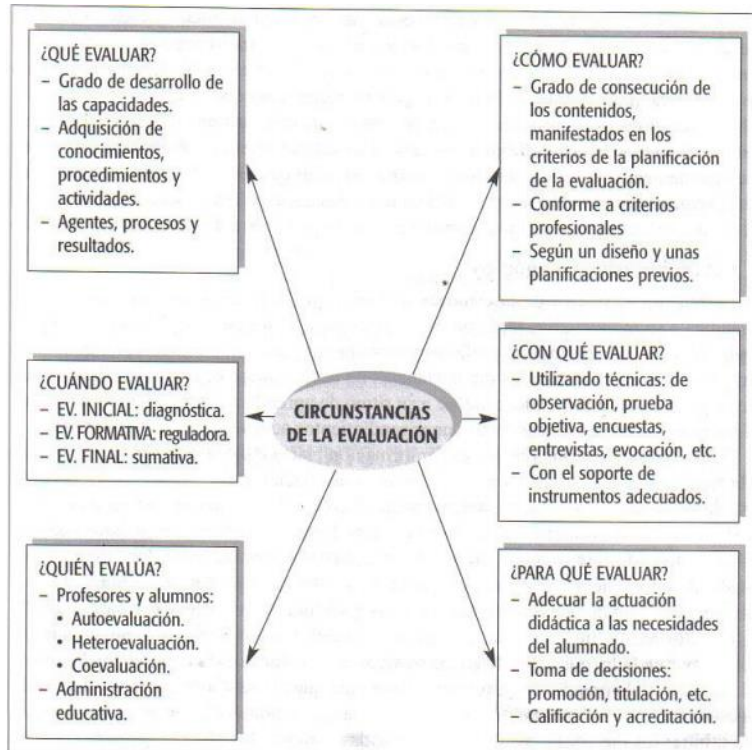 ¿QUÉ EVALUAR?
– Grado de desarrollo de
las capacidades.
– Adquisición de
conocimientos,
procedimientos y
actividades.
– Agentes, procesos y
resultados.
¿CÓMO EVALUAR?
– Grado de consecución de
los contenidos,
manifestados en los
criterios de la planificación
de la evaluación.
– Conforme a criterios
profesionales
– Según un diseño y unas
planificaciones previos.
¿CUÁNDO EVALUAR?
– EV. INICIAL: diagnóstica.
– EV. FORMATIVA: reguladora.
– EV. FINAL: sumativa.
CIRCUNSTANCIAS
DE LA EVALUACIÓN
¿CON QUÉ EVALUAR?
– Utilizando técnicas: de
observación, prueba
objetiva, encuestas,
entrevistas, evocación, etc.
– Con el soporte de
instrumentos adecuados.
¿QUIÉN EVALÚA?
– Profesores y alumnos:
• Autoevaluación.
• Heteroevaluación.
• Coevaluación.
– Administración
educativa.
¿PARA QUÉ EVALUAR?
– Adecuar la actuación
didáctica a las necesidades
del alumnado.
– Toma de decisiones:
promoción, titulación, etc.
– Calificación y acreditación.